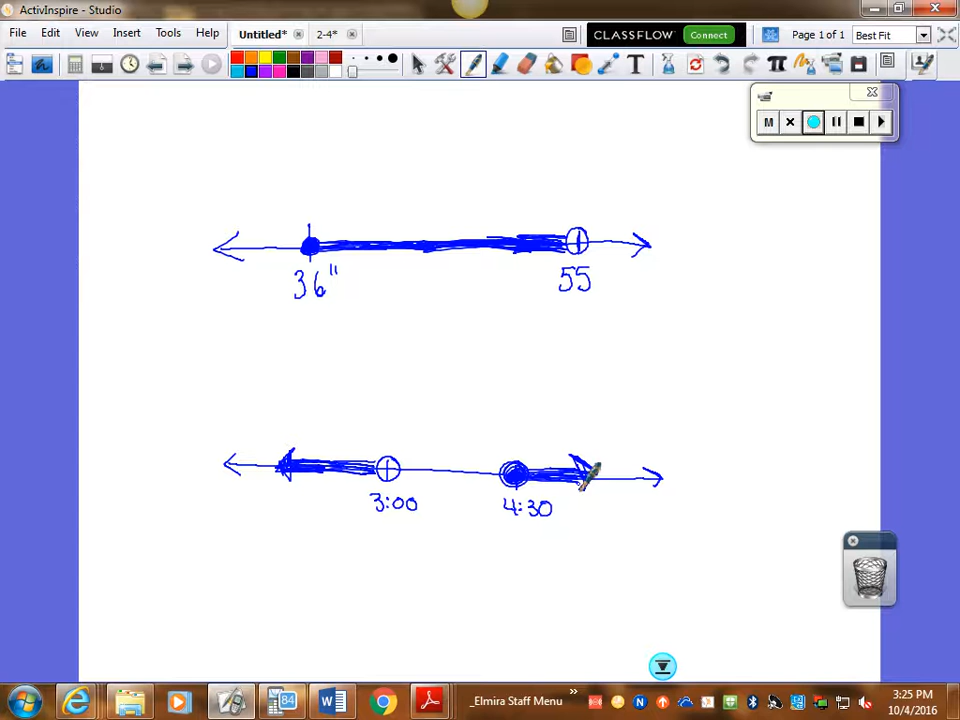 ActivInspire - Studio
File Edit View Insert Tools Help Untitled* 2-4* CLASSFLOW Connect Page 1 of 1 Best Fit
T π
M
36" 55
3:00 4:30
84 W _Elmira Staff Menu » N 3:25 PM
10/4/2016